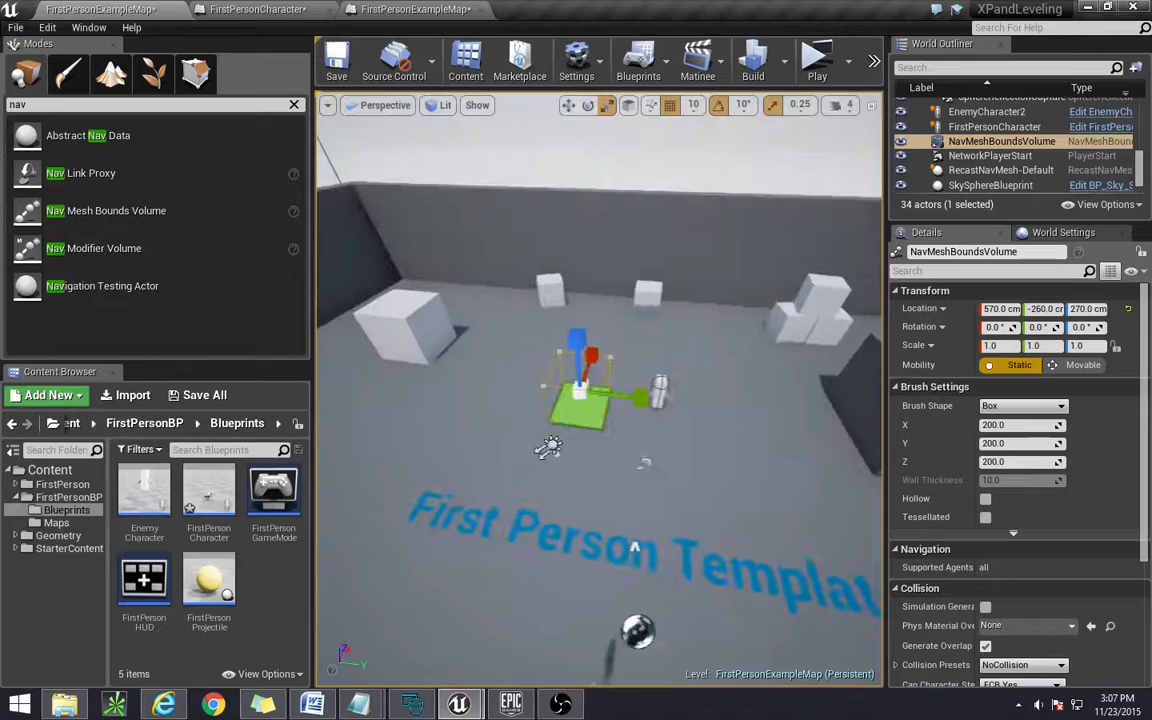 FirstPersonExampleMap*
FirstPersonCharacter*
FirstPersonExampleMap*
XPandLeveling
File
Edit
Window
Help
Search For Help
Modes
nav
Abstract Nav Data
Nav Link Proxy
Nav Mesh Bounds Volume
Nav Modifier Volume
Navigation Testing Actor
Save
Source Control
Content
Marketplace
Settings
Blueprints
Matinee
Build
Play
Perspective
Lit
Show
10
10°
0.25
4
First Person Templat
Level: FirstPersonExampleMap (Persistent)
World Outliner
Search...
Label
Type
EnemyCharacter2
Edit EnemyCh
FirstPersonCharacter
Edit FirstPers
NavMeshBoundsVolume
NavMeshBoun
NetworkPlayerStart
PlayerStart
RecastNavMesh-Default
RecastNavMes
SkySphereBlueprint
Edit BP_Sky_S
34 actors (1 selected)
View Options
Details
World Settings
NavMeshBoundsVolume
Search
Transform
Location
570.0 cm
-260.0 cr
270.0 cm
Rotation
0.0 °
0.0 °
0.0 °
Scale
1.0
1.0
1.0
Mobility
Static
Movable
Brush Settings
Brush Shape
Box
X
200.0
Y
200.0
Z
200.0
Wall Thickness
10.0
Hollow
Tessellated
Navigation
Supported Agents
all
Collision
Simulation Genera
Phys Material Ove
None
Generate Overlap
Collision Presets
NoCollision
Can Character Ste
ECB Yes
Content Browser
Add New
Import
Save All
ent
FirstPersonBP
Blueprints
Search Folders
Filters
Search Blueprints
Content
FirstPerson
FirstPersonBP
Blueprints
Maps
Geometry
StarterContent
Enemy
Character
FirstPerson
Character
FirstPerson
GameMode
FirstPerson
HUD
FirstPerson
Projectile
5 items
View Options
EPIC
GAMES
3:07 PM
11/23/2015